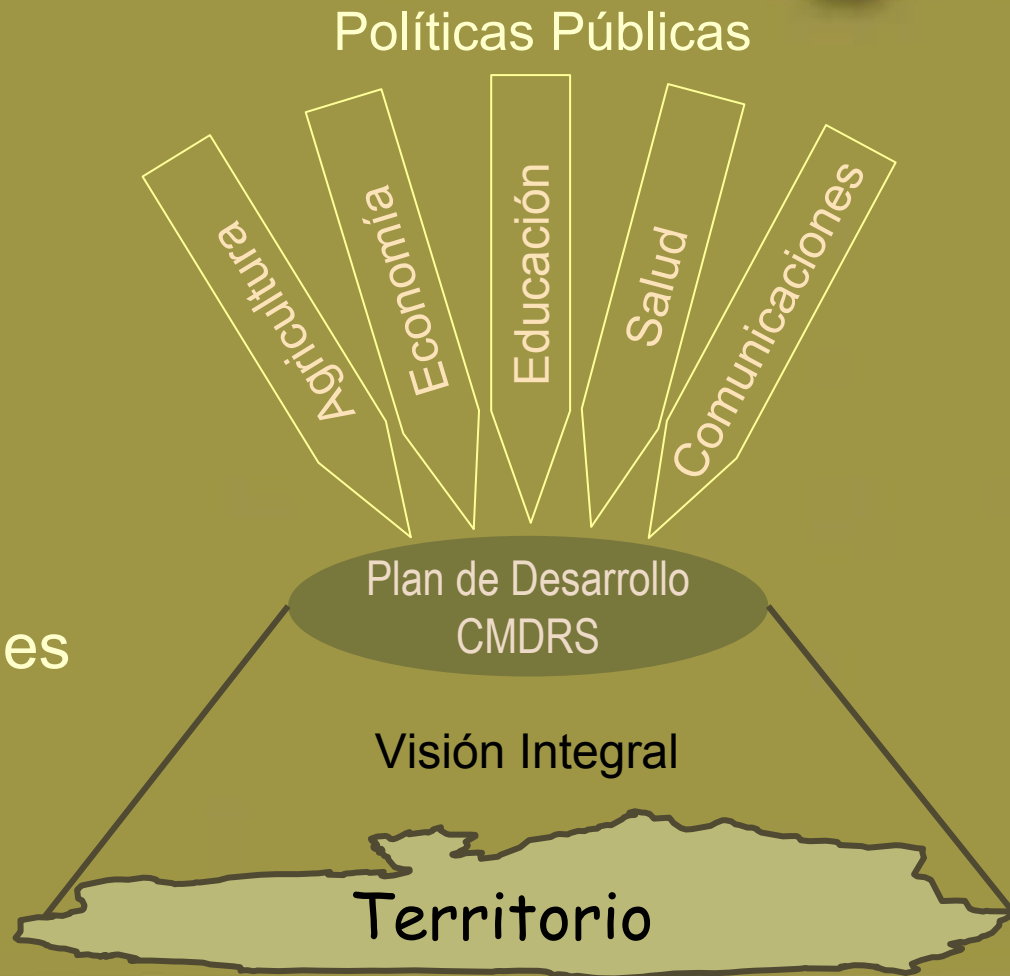 Políticas Públicas
Agricultura
Economía
Educación
Salud
Comunicaciones
Plan de Desarrollo
CMDRS
es
Visión Integral
Territorio